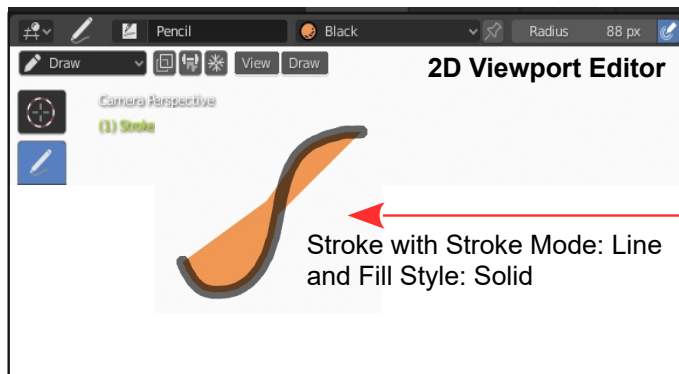 Pencil Black Radius 88 px
Draw View Draw
2D Viewport Editor
Camera Perspective
(1) Stroke
Stroke with Stroke Mode: Line
and Fill Style: Solid